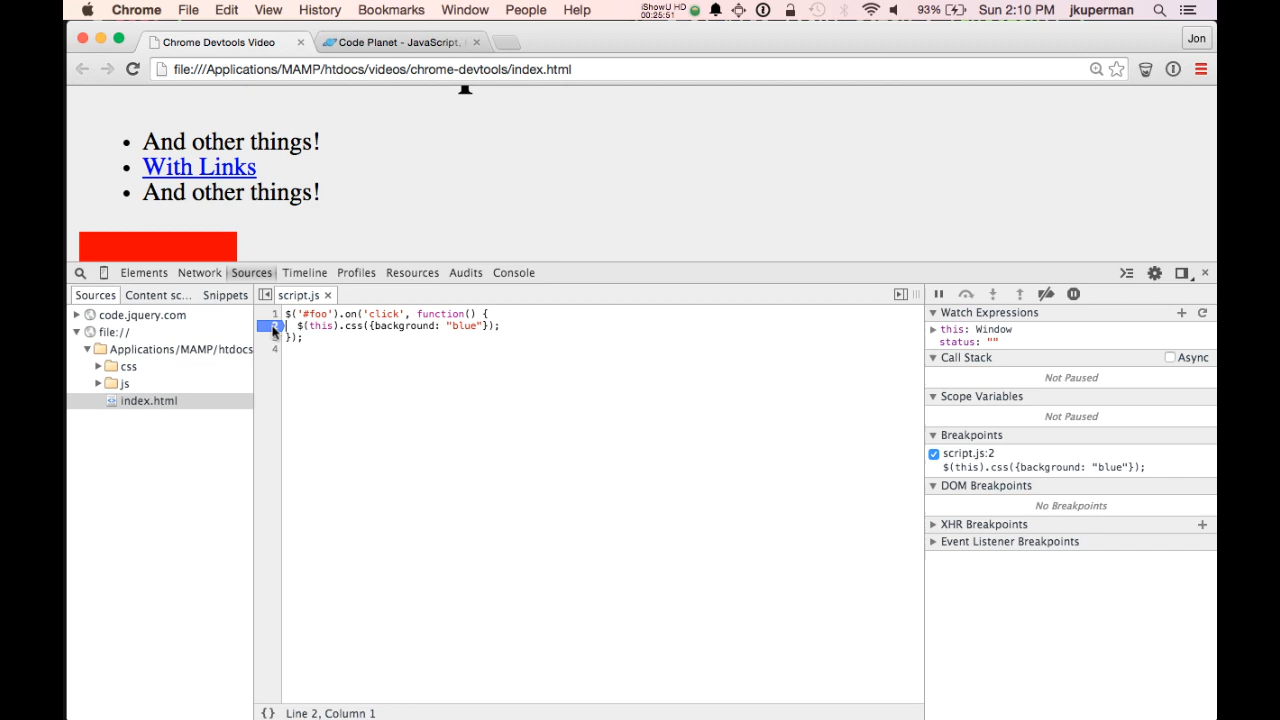 Chrome File Edit View History Bookmarks Window People Help iShowU HD 00:25:51 93% Sun 2:10 PM jkuperman
Chrome Devtools Video × Code Planet - JavaScript, × Jon
file:///Applications/MAMP/htdocs/videos/chrome-devtools/index.html
• And other things!
• With Links
• And other things!
Elements Network Sources Timeline Profiles Resources Audits Console
Sources Content sc... Snippets script.js ×
code.jquery.com
file://
Applications/MAMP/htdocs
css
js
index.html
1 $('#foo').on('click', function() {
2 $(this).css({background: "blue"});
3 });
4
{} Line 2, Column 1
Watch Expressions
this: Window
status: ""
Call Stack Async
Not Paused
Scope Variables
Not Paused
Breakpoints
script.js:2
$(this).css({background: "blue"});
DOM Breakpoints
No Breakpoints
XHR Breakpoints
Event Listener Breakpoints